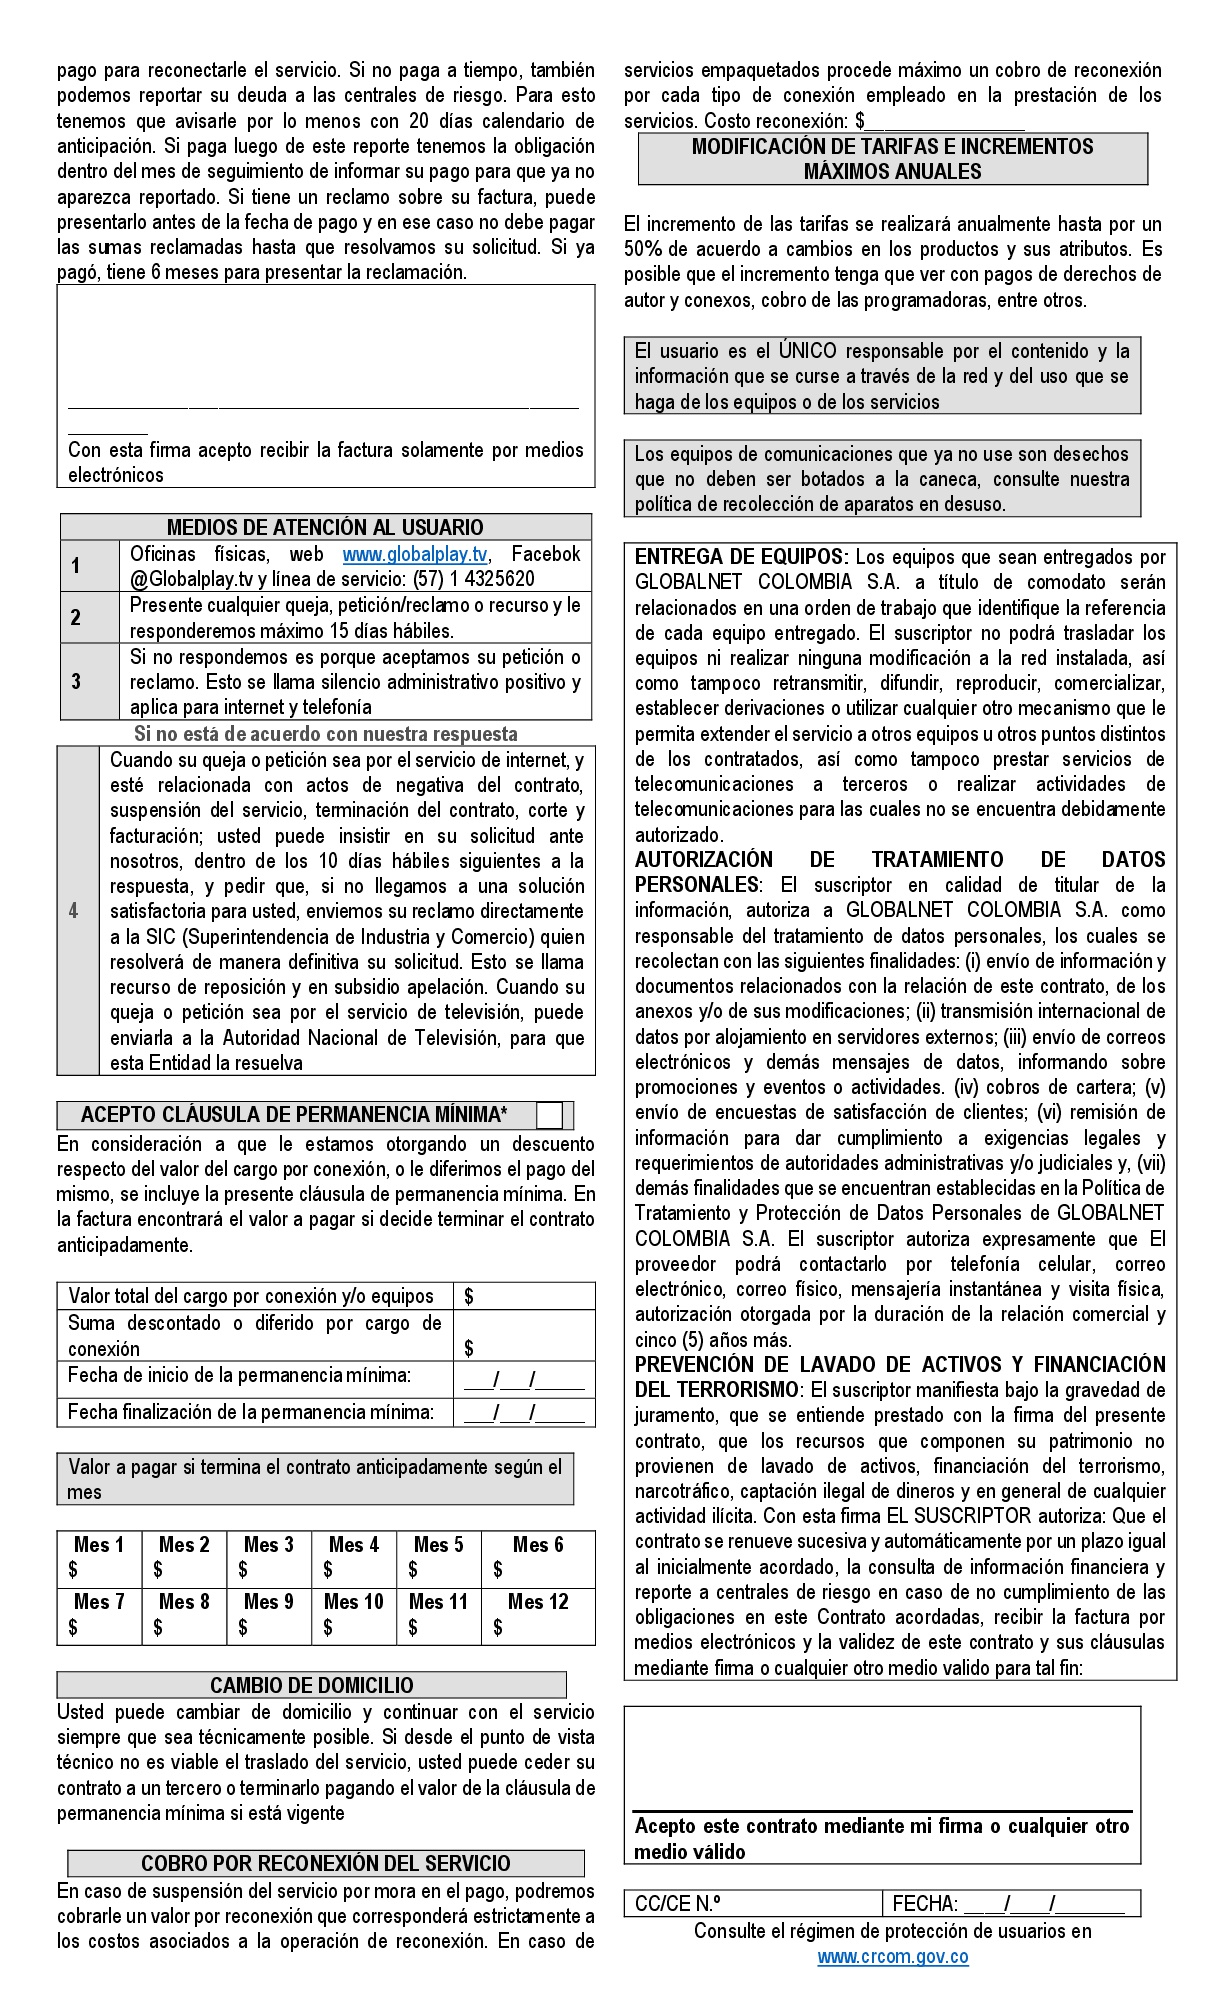 pago para reconectarle el servicio. Si no paga a tiempo, también
podemos reportar su deuda a las centrales de riesgo. Para esto
tenemos que avisarle por lo menos con 20 días calendario de
anticipación. Si paga luego de este reporte tenemos la obligación
dentro del mes de seguimiento de informar su pago para que ya no
aparezca reportado. Si tiene un reclamo sobre su factura, puede
presentarlo antes de la fecha de pago y en ese caso no debe pagar
las sumas reclamadas hasta que resolvamos su solicitud. Si ya
pagó, tiene 6 meses para presentar la reclamación.
Con esta firma acepto recibir la factura solamente por medios
electrónicos
MEDIOS DE ATENCIÓN AL USUARIO
1 Oficinas físicas, web www.globalplay.tv, Facebok
@Globalplay.tv y línea de servicio: (57) 1 4325620
2 Presente cualquier queja, petición/reclamo o recurso y le
responderemos máximo 15 días hábiles.
3 Si no respondemos es porque aceptamos su petición o
reclamo. Esto se llama silencio administrativo positivo y
aplica para internet y telefonía
Si no está de acuerdo con nuestra respuesta
4 Cuando su queja o petición sea por el servicio de internet, y
esté relacionada con actos de negativa del contrato,
suspensión del servicio, terminación del contrato, corte y
facturación; usted puede insistir en su solicitud ante
nosotros, dentro de los 10 días hábiles siguientes a la
respuesta, y pedir que, si no llegamos a una solución
satisfactoria para usted, enviemos su reclamo directamente
a la SIC (Superintendencia de Industria y Comercio) quien
resolverá de manera definitiva su solicitud. Esto se llama
recurso de reposición y en subsidio apelación. Cuando su
queja o petición sea por el servicio de televisión, puede
enviarla a la Autoridad Nacional de Televisión, para que
esta Entidad la resuelva
ACEPTO CLÁUSULA DE PERMANENCIA MÍNIMA*
En consideración a que le estamos otorgando un descuento
respecto del valor del cargo por conexión, o le diferimos el pago del
mismo, se incluye la presente cláusula de permanencia mínima. En
la factura encontrará el valor a pagar si decide terminar el contrato
anticipadamente.
Valor total del cargo por conexión y/o equipos $
Suma descontado o diferido por cargo de
conexión $
Fecha de inicio de la permanencia mínima: ___/___/_____
Fecha finalización de la permanencia mínima: ___/___/_____
Valor a pagar si termina el contrato anticipadamente según el
mes
Mes 1 Mes 2 Mes 3 Mes 4 Mes 5 Mes 6
$ $ $ $ $ $
Mes 7 Mes 8 Mes 9 Mes 10 Mes 11 Mes 12
$ $ $ $ $ $
CAMBIO DE DOMICILIO
Usted puede cambiar de domicilio y continuar con el servicio
siempre que sea técnicamente posible. Si desde el punto de vista
técnico no es viable el traslado del servicio, usted puede ceder su
contrato a un tercero o terminarlo pagando el valor de la cláusula de
permanencia mínima si está vigente
COBRO POR RECONEXIÓN DEL SERVICIO
En caso de suspensión del servicio por mora en el pago, podremos
cobrarle un valor por reconexión que corresponderá estrictamente a
los costos asociados a la operación de reconexión. En caso de
servicios empaquetados procede máximo un cobro de reconexión
por cada tipo de conexión empleado en la prestación de los
servicios. Costo reconexión: $________________
MODIFICACIÓN DE TARIFAS E INCREMENTOS
MÁXIMOS ANUALES
El incremento de las tarifas se realizará anualmente hasta por un
50% de acuerdo a cambios en los productos y sus atributos. Es
posible que el incremento tenga que ver con pagos de derechos de
autor y conexos, cobro de las programadoras, entre otros.
El usuario es el ÚNICO responsable por el contenido y la
información que se curse a través de la red y del uso que se
haga de los equipos o de los servicios
Los equipos de comunicaciones que ya no use son desechos
que no deben ser botados a la caneca, consulte nuestra
política de recolección de aparatos en desuso.
ENTREGA DE EQUIPOS: Los equipos que sean entregados por
GLOBALNET COLOMBIA S.A. a título de comodato serán
relacionados en una orden de trabajo que identifique la referencia
de cada equipo entregado. El suscriptor no podrá trasladar los
equipos ni realizar ninguna modificación a la red instalada, así
como tampoco retransmitir, difundir, reproducir, comercializar,
establecer derivaciones o utilizar cualquier otro mecanismo que le
permita extender el servicio a otros equipos u otros puntos distintos
de los contratados, así como tampoco prestar servicios de
telecomunicaciones a terceros o realizar actividades de
telecomunicaciones para las cuales no se encuentra debidamente
autorizado.
AUTORIZACIÓN DE TRATAMIENTO DE DATOS
PERSONALES: El suscriptor en calidad de titular de la
información, autoriza a GLOBALNET COLOMBIA S.A. como
responsable del tratamiento de datos personales, los cuales se
recolectan con las siguientes finalidades: (i) envío de información y
documentos relacionados con la relación de este contrato, de los
anexos y/o de sus modificaciones; (ii) transmisión internacional de
datos por alojamiento en servidores externos; (iii) envío de correos
electrónicos y demás mensajes de datos, informando sobre
promociones y eventos o actividades. (iv) cobros de cartera; (v)
envío de encuestas de satisfacción de clientes; (vi) remisión de
información para dar cumplimiento a exigencias legales y
requerimientos de autoridades administrativas y/o judiciales y, (vii)
demás finalidades que se encuentran establecidas en la Política de
Tratamiento y Protección de Datos Personales de GLOBALNET
COLOMBIA S.A. El suscriptor autoriza expresamente que El
proveedor podrá contactarlo por telefonía celular, correo
electrónico, correo físico, mensajería instantánea y visita física,
autorización otorgada por la duración de la relación comercial y
cinco (5) años más.
PREVENCIÓN DE LAVADO DE ACTIVOS Y FINANCIACIÓN
DEL TERRORISMO: El suscriptor manifiesta bajo la gravedad de
juramento, que se entiende prestado con la firma del presente
contrato, que los recursos que componen su patrimonio no
provienen de lavado de activos, financiación del terrorismo,
narcotráfico, captación ilegal de dineros y en general de cualquier
actividad ilícita. Con esta firma EL SUSCRIPTOR autoriza: Que el
contrato se renueve sucesiva y automáticamente por un plazo igual
al inicialmente acordado, la consulta de información financiera y
reporte a centrales de riesgo en caso de no cumplimiento de las
obligaciones en este Contrato acordadas, recibir la factura por
medios electrónicos y la validez de este contrato y sus cláusulas
mediante firma o cualquier otro medio valido para tal fin:
Acepto este contrato mediante mi firma o cualquier otro
medio válido
CC/CE N.º FECHA: ____/____/_______
Consulte el régimen de protección de usuarios en
www.crcom.gov.co